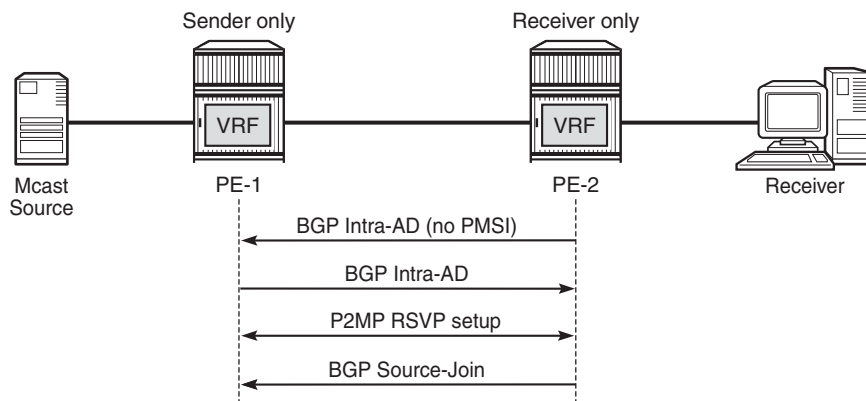 Sender only
Receiver only
VRF
VRF
Mcast
Source
PE-1
PE-2
Receiver
BGP Intra-AD (no PMSI)
BGP Intra-AD
P2MP RSVP setup
BGP Source-Join